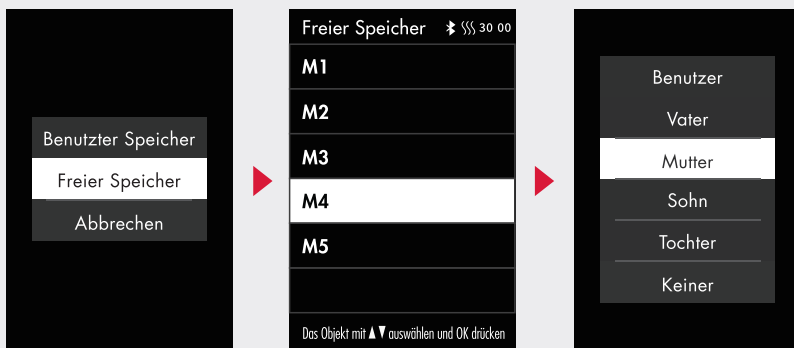 Benutzter Speicher
Freier Speicher
Abbrechen
Freier Speicher 30 00
M1
M2
M3
M4
M5
Das Objekt mit ▲▼ auswählen und OK drücken
Benutzer
Vater
Mutter
Sohn
Tochter
Keiner